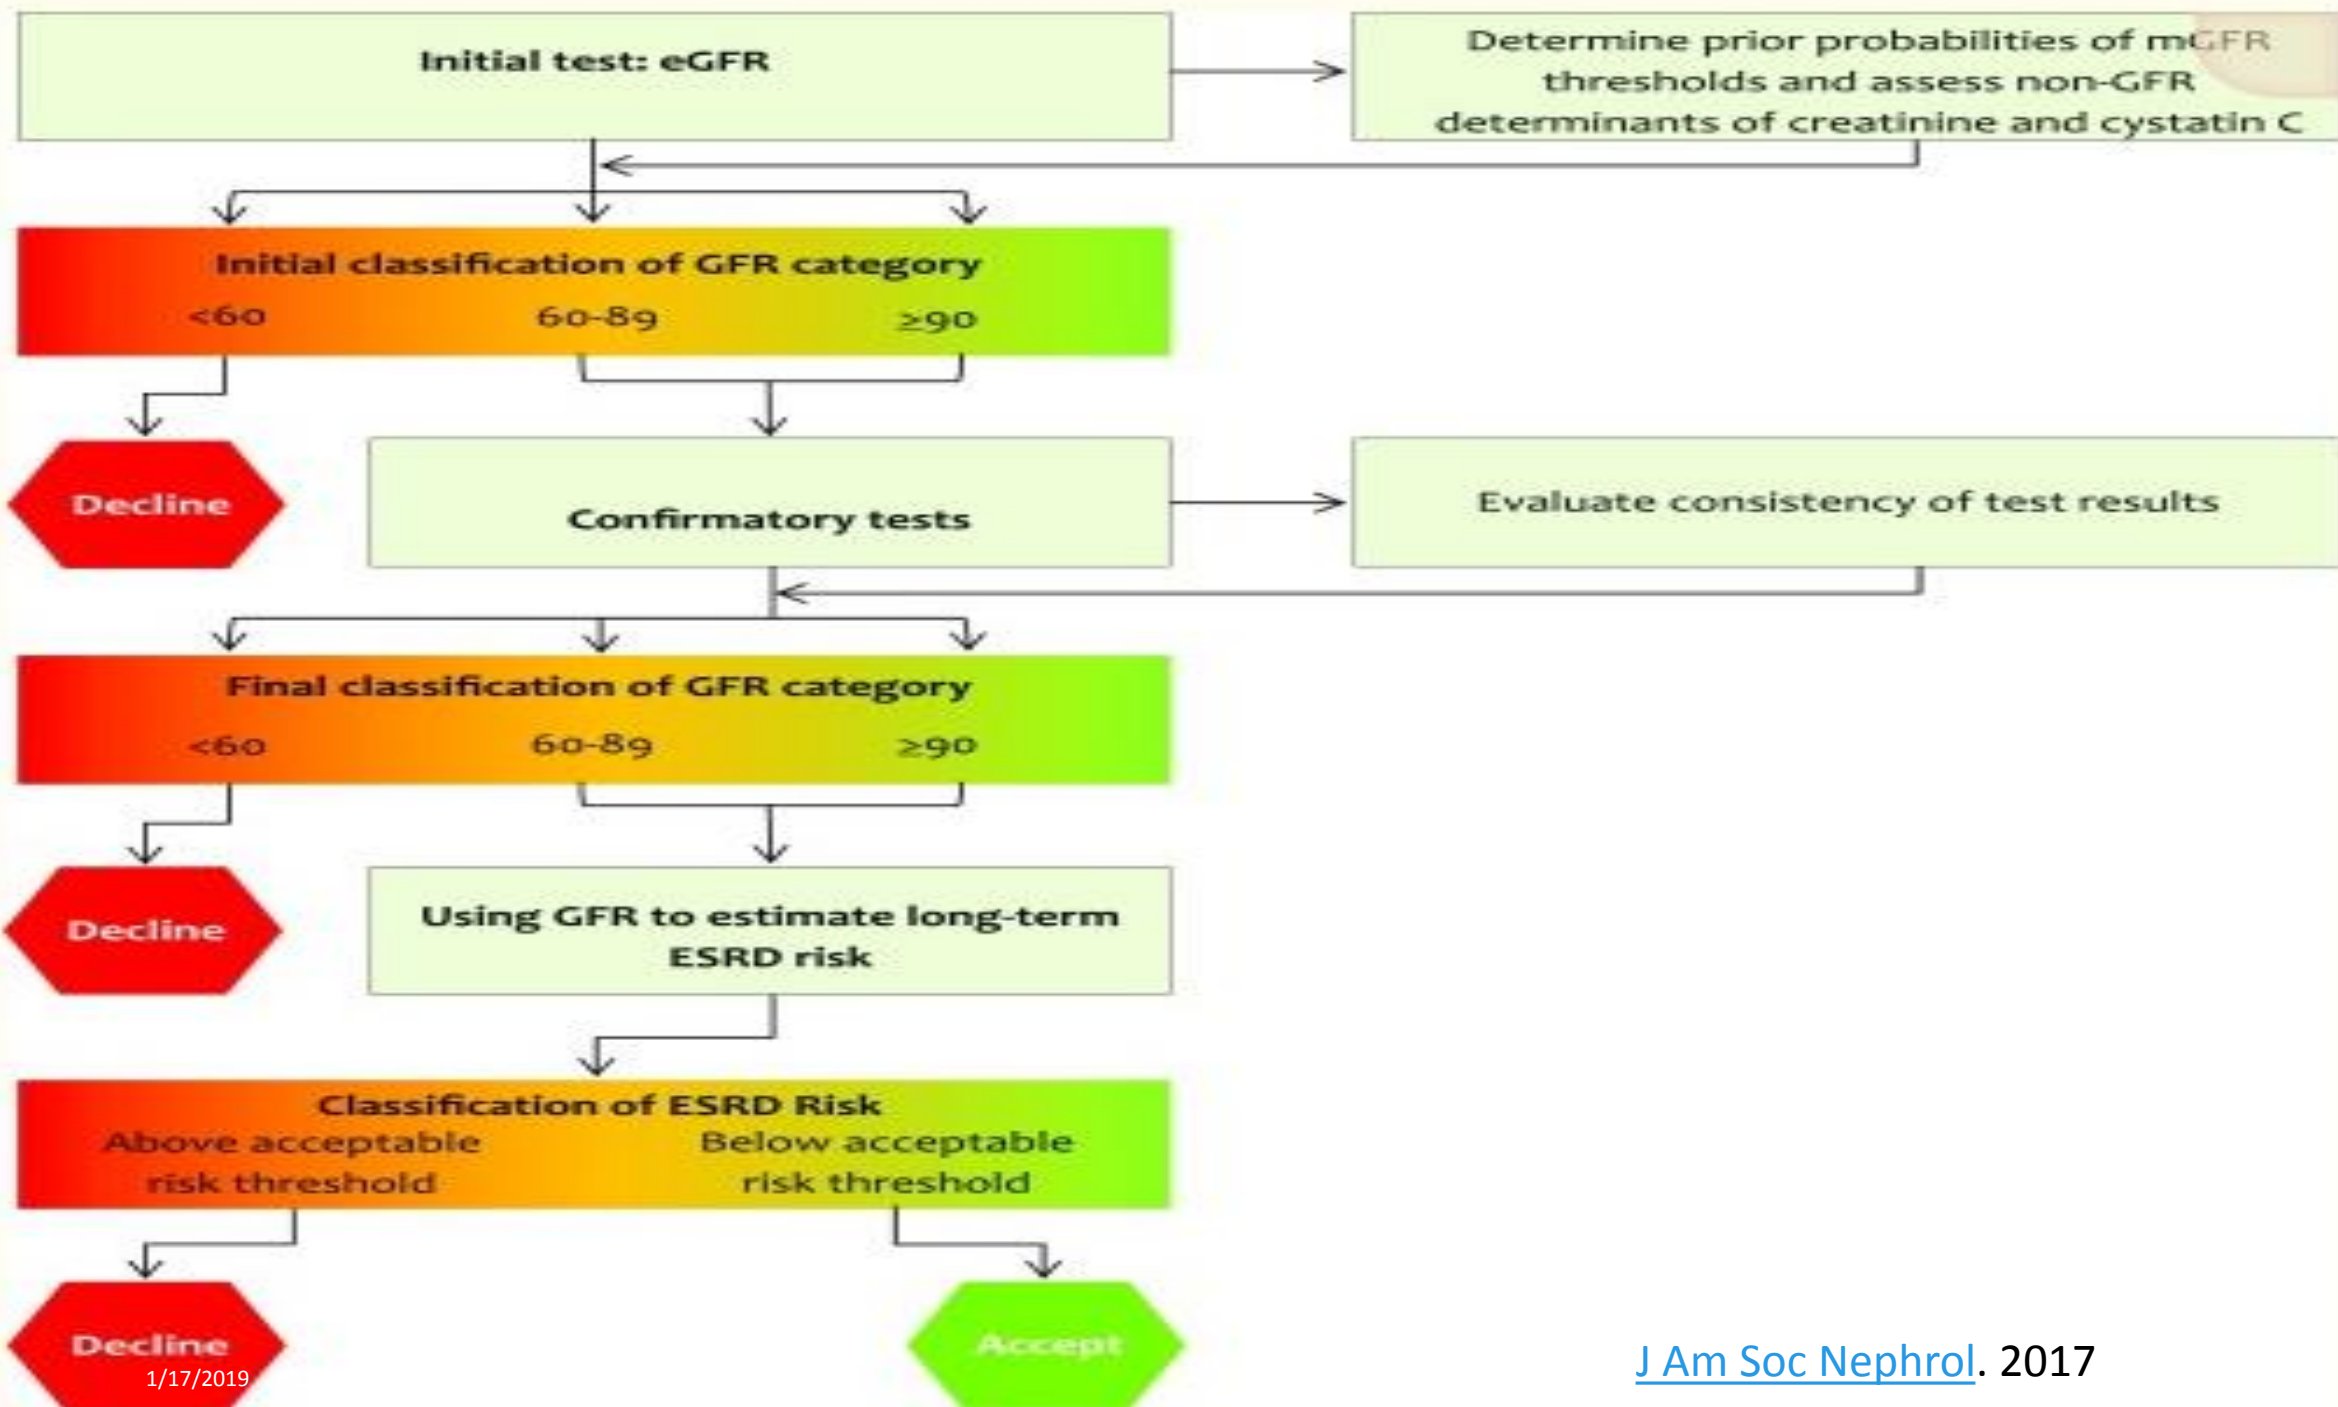 Initial test: eGFR
Determine prior probabilities of mGFR
thresholds and assess non-GFR
determinants of creatinine and cystatin C
Initial classification of GFR category
<60 60-89 ≥90
Decline
Confirmatory tests
Evaluate consistency of test results
Final classification of GFR category
<60 60-89 ≥90
Decline
Using GFR to estimate long-term
ESRD risk
Classification of ESRD Risk
Above acceptable
risk threshold
Below acceptable
risk threshold
Decline
Accept
1/17/2019
J Am Soc Nephrol. 2017